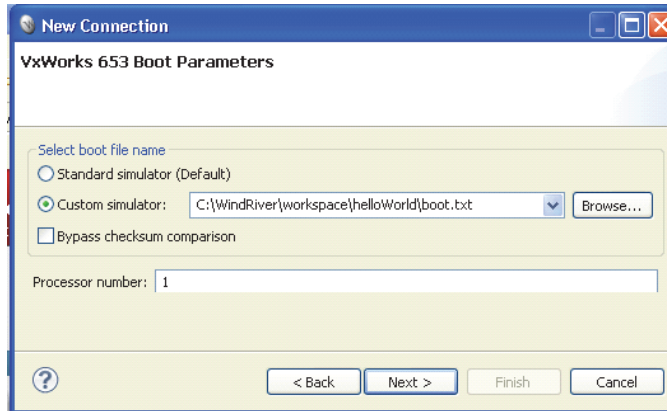 New Connection
VxWorks 653 Boot Parameters
Select boot file name
Standard simulator (Default)
Custom simulator: C:\WindRiver\workspace\helloWorld\boot.txt Browse...
Bypass checksum comparison
Processor number: 1
? < Back Next > Finish Cancel